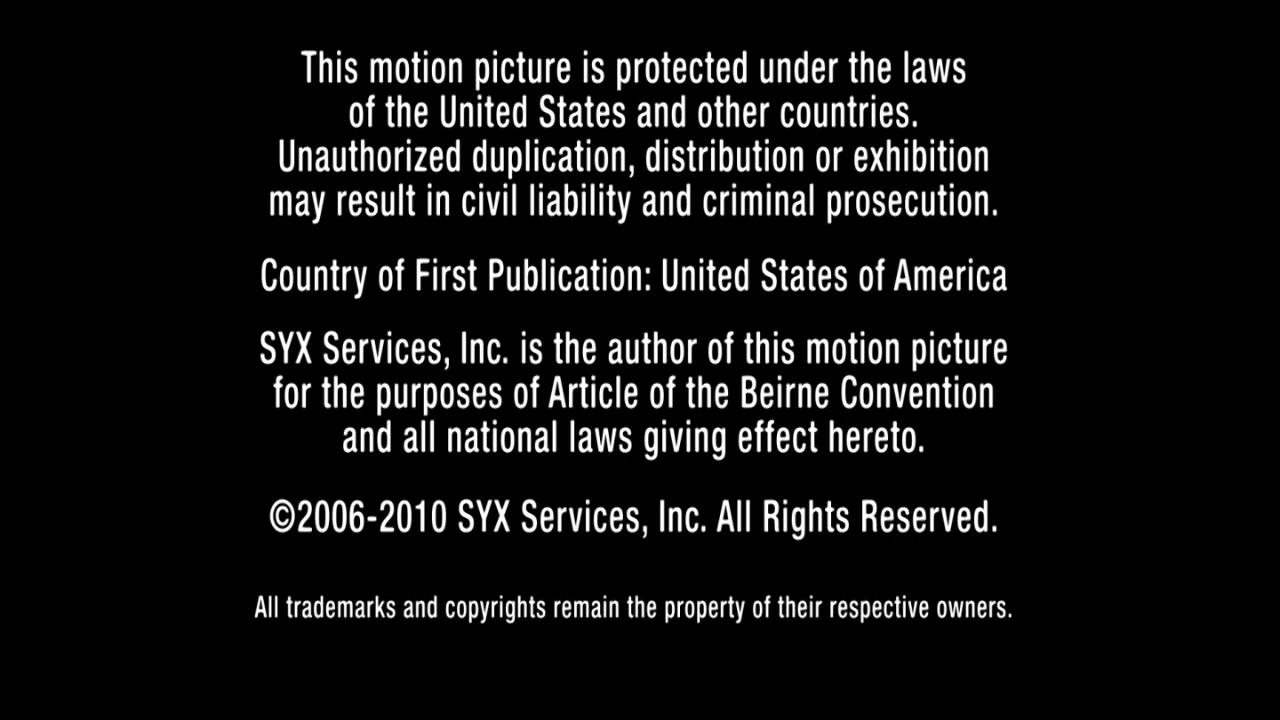 This motion picture is protected under the laws
of the United States and other countries.
Unauthorized duplication, distribution or exhibition
may result in civil liability and criminal prosecution.
Country of First Publication: United States of America
SYX Services, Inc. is the author of this motion picture
for the purposes of Article of the Beirne Convention
and all national laws giving effect hereto.
©2006-2010 SYX Services, Inc. All Rights Reserved.
All trademarks and copyrights remain the property of their respective owners.